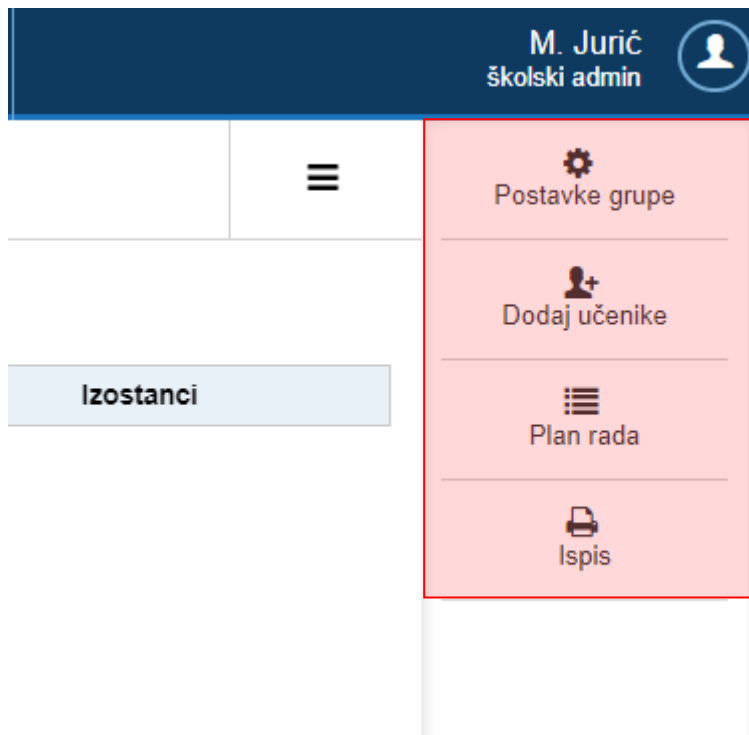 M. Jurić
školski admin
Postavke grupe
Dodaj učenike
Izostanci
Plan rada
Ispis